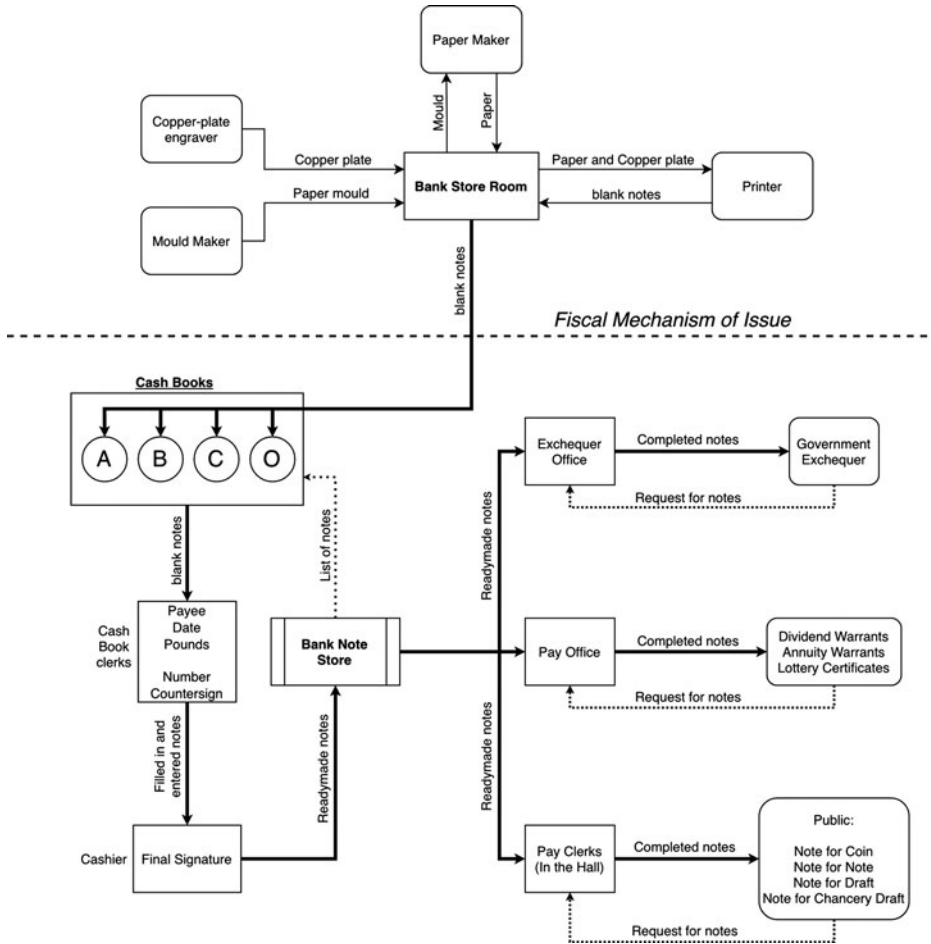 Paper Maker
Mould
Paper
Copper-plate
engraver
Copper plate
Paper mould
Mould Maker
Bank Store Room
Paper and Copper plate
blank notes
Printer
blank notes
Fiscal Mechanism of Issue
Cash Books
A B C O
blank notes
List of notes
Cash
Book
clerks
Payee
Date
Pounds
Number
Countersign
Filled in and
entered notes
Cashier
Final Signature
Readymade notes
Bank Note
Store
Readymade notes
Readymade notes
Exchequer
Office
Completed notes
Government
Exchequer
Request for notes
Pay Office
Completed notes
Dividend Warrants
Annuity Warrants
Lottery Certificates
Request for notes
Pay Clerks
(In the Hall)
Completed notes
Public:
Note for Coin
Note for Note
Note for Draft
Note for Chancery Draft
Request for notes